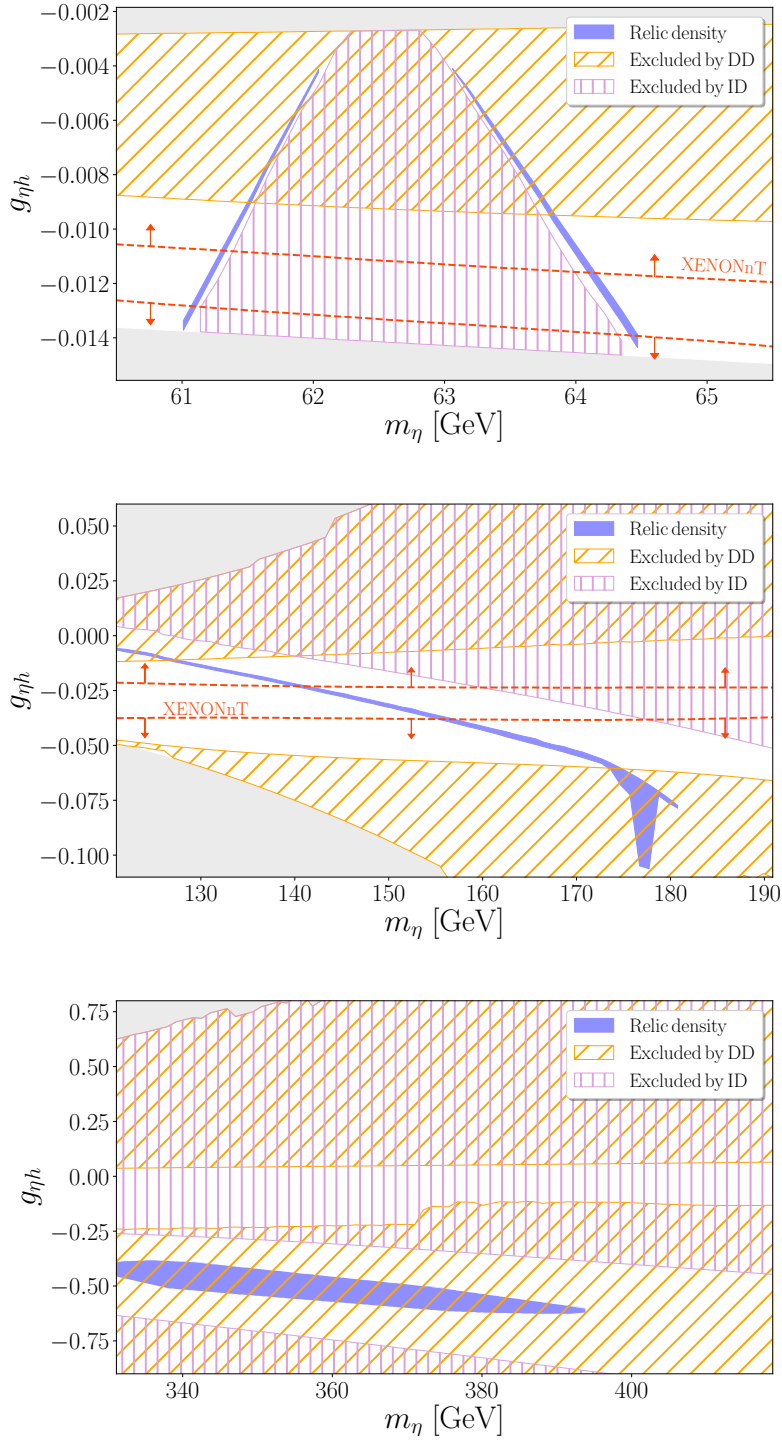 −0.002
−0.004
−0.006
−0.008
−0.010
−0.012
−0.014
g_{ηh}
Relic density
Excluded by DD
Excluded by ID
XENONnT
61 62 63 64 65
m_η [GeV]
0.050
0.025
0.000
−0.025
−0.050
−0.075
−0.100
g_{ηh}
Relic density
Excluded by DD
Excluded by ID
XENONnT
130 140 150 160 170 180 190
m_η [GeV]
0.75
0.50
0.25
0.00
−0.25
−0.50
−0.75
g_{ηh}
Relic density
Excluded by DD
Excluded by ID
340 360 380 400
m_η [GeV]